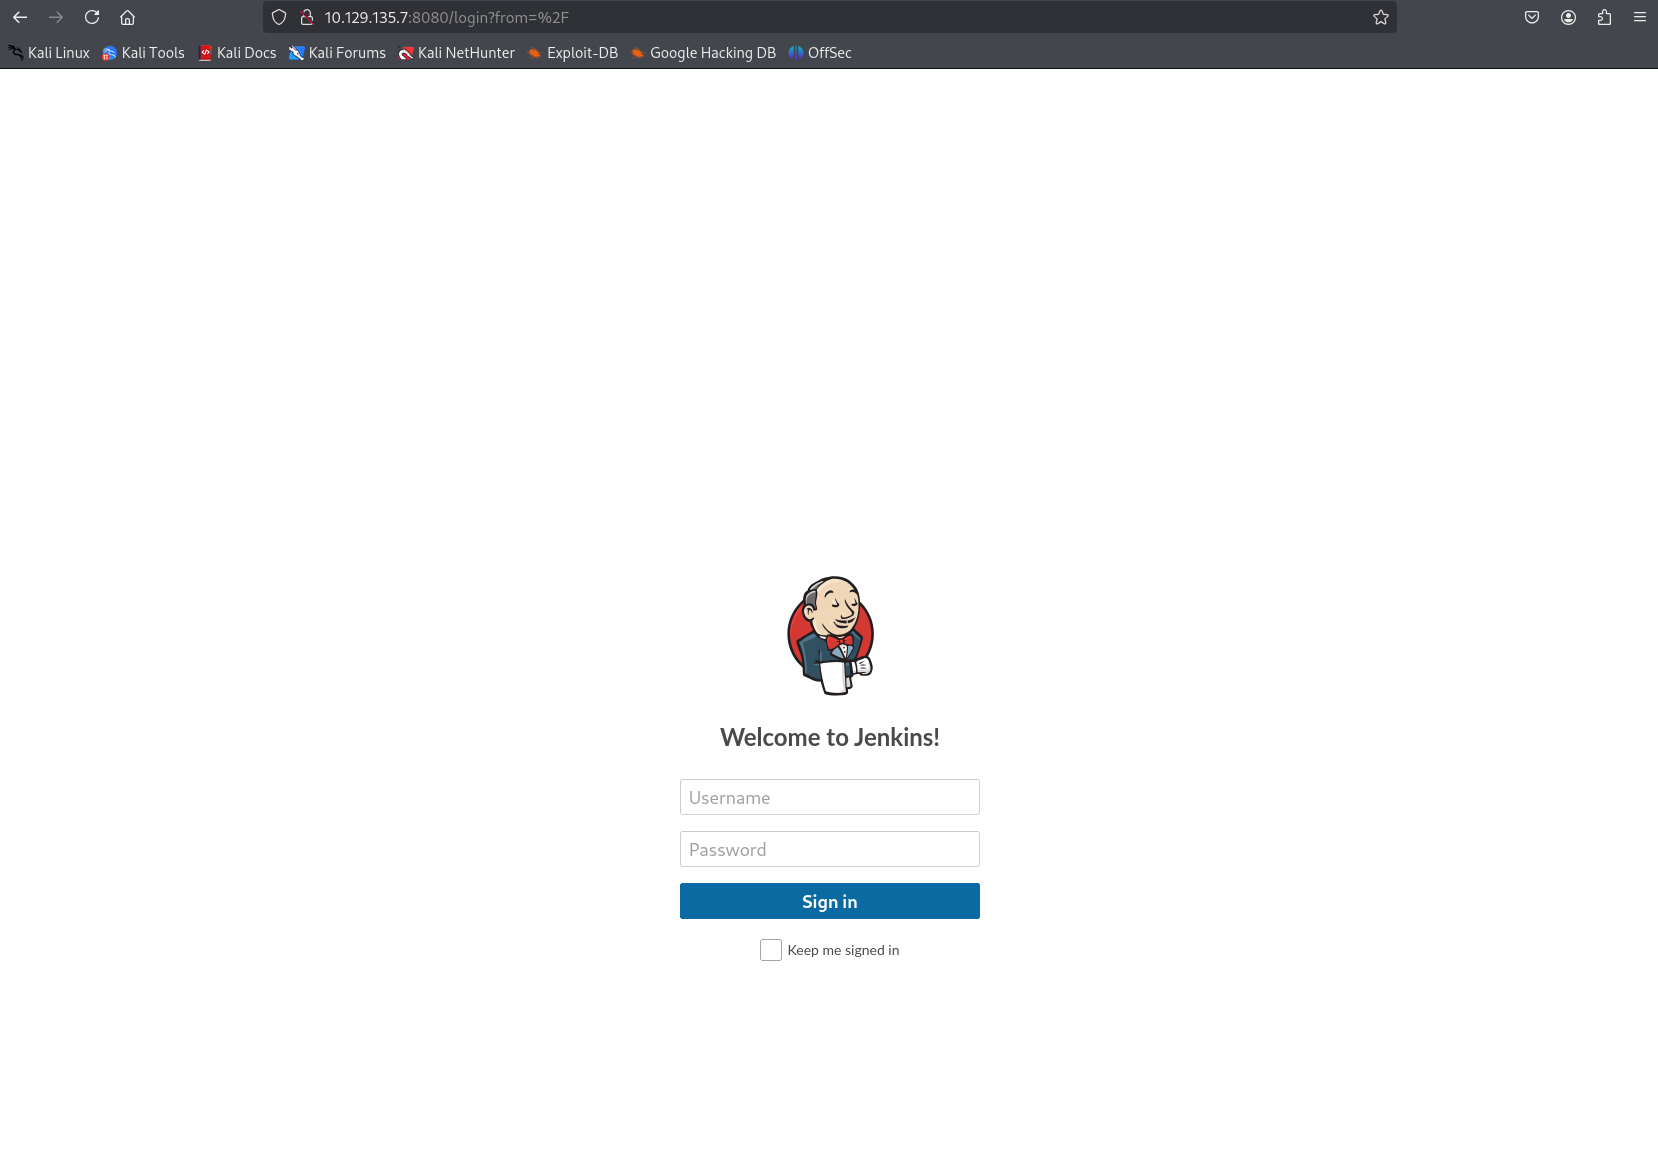 10.129.135.7:8080/login?from=%2F
Kali Linux Kali Tools Kali Docs Kali Forums Kali NetHunter Exploit-DB Google Hacking DB OffSec
Welcome to Jenkins!
Username
Password
Sign in
Keep me signed in